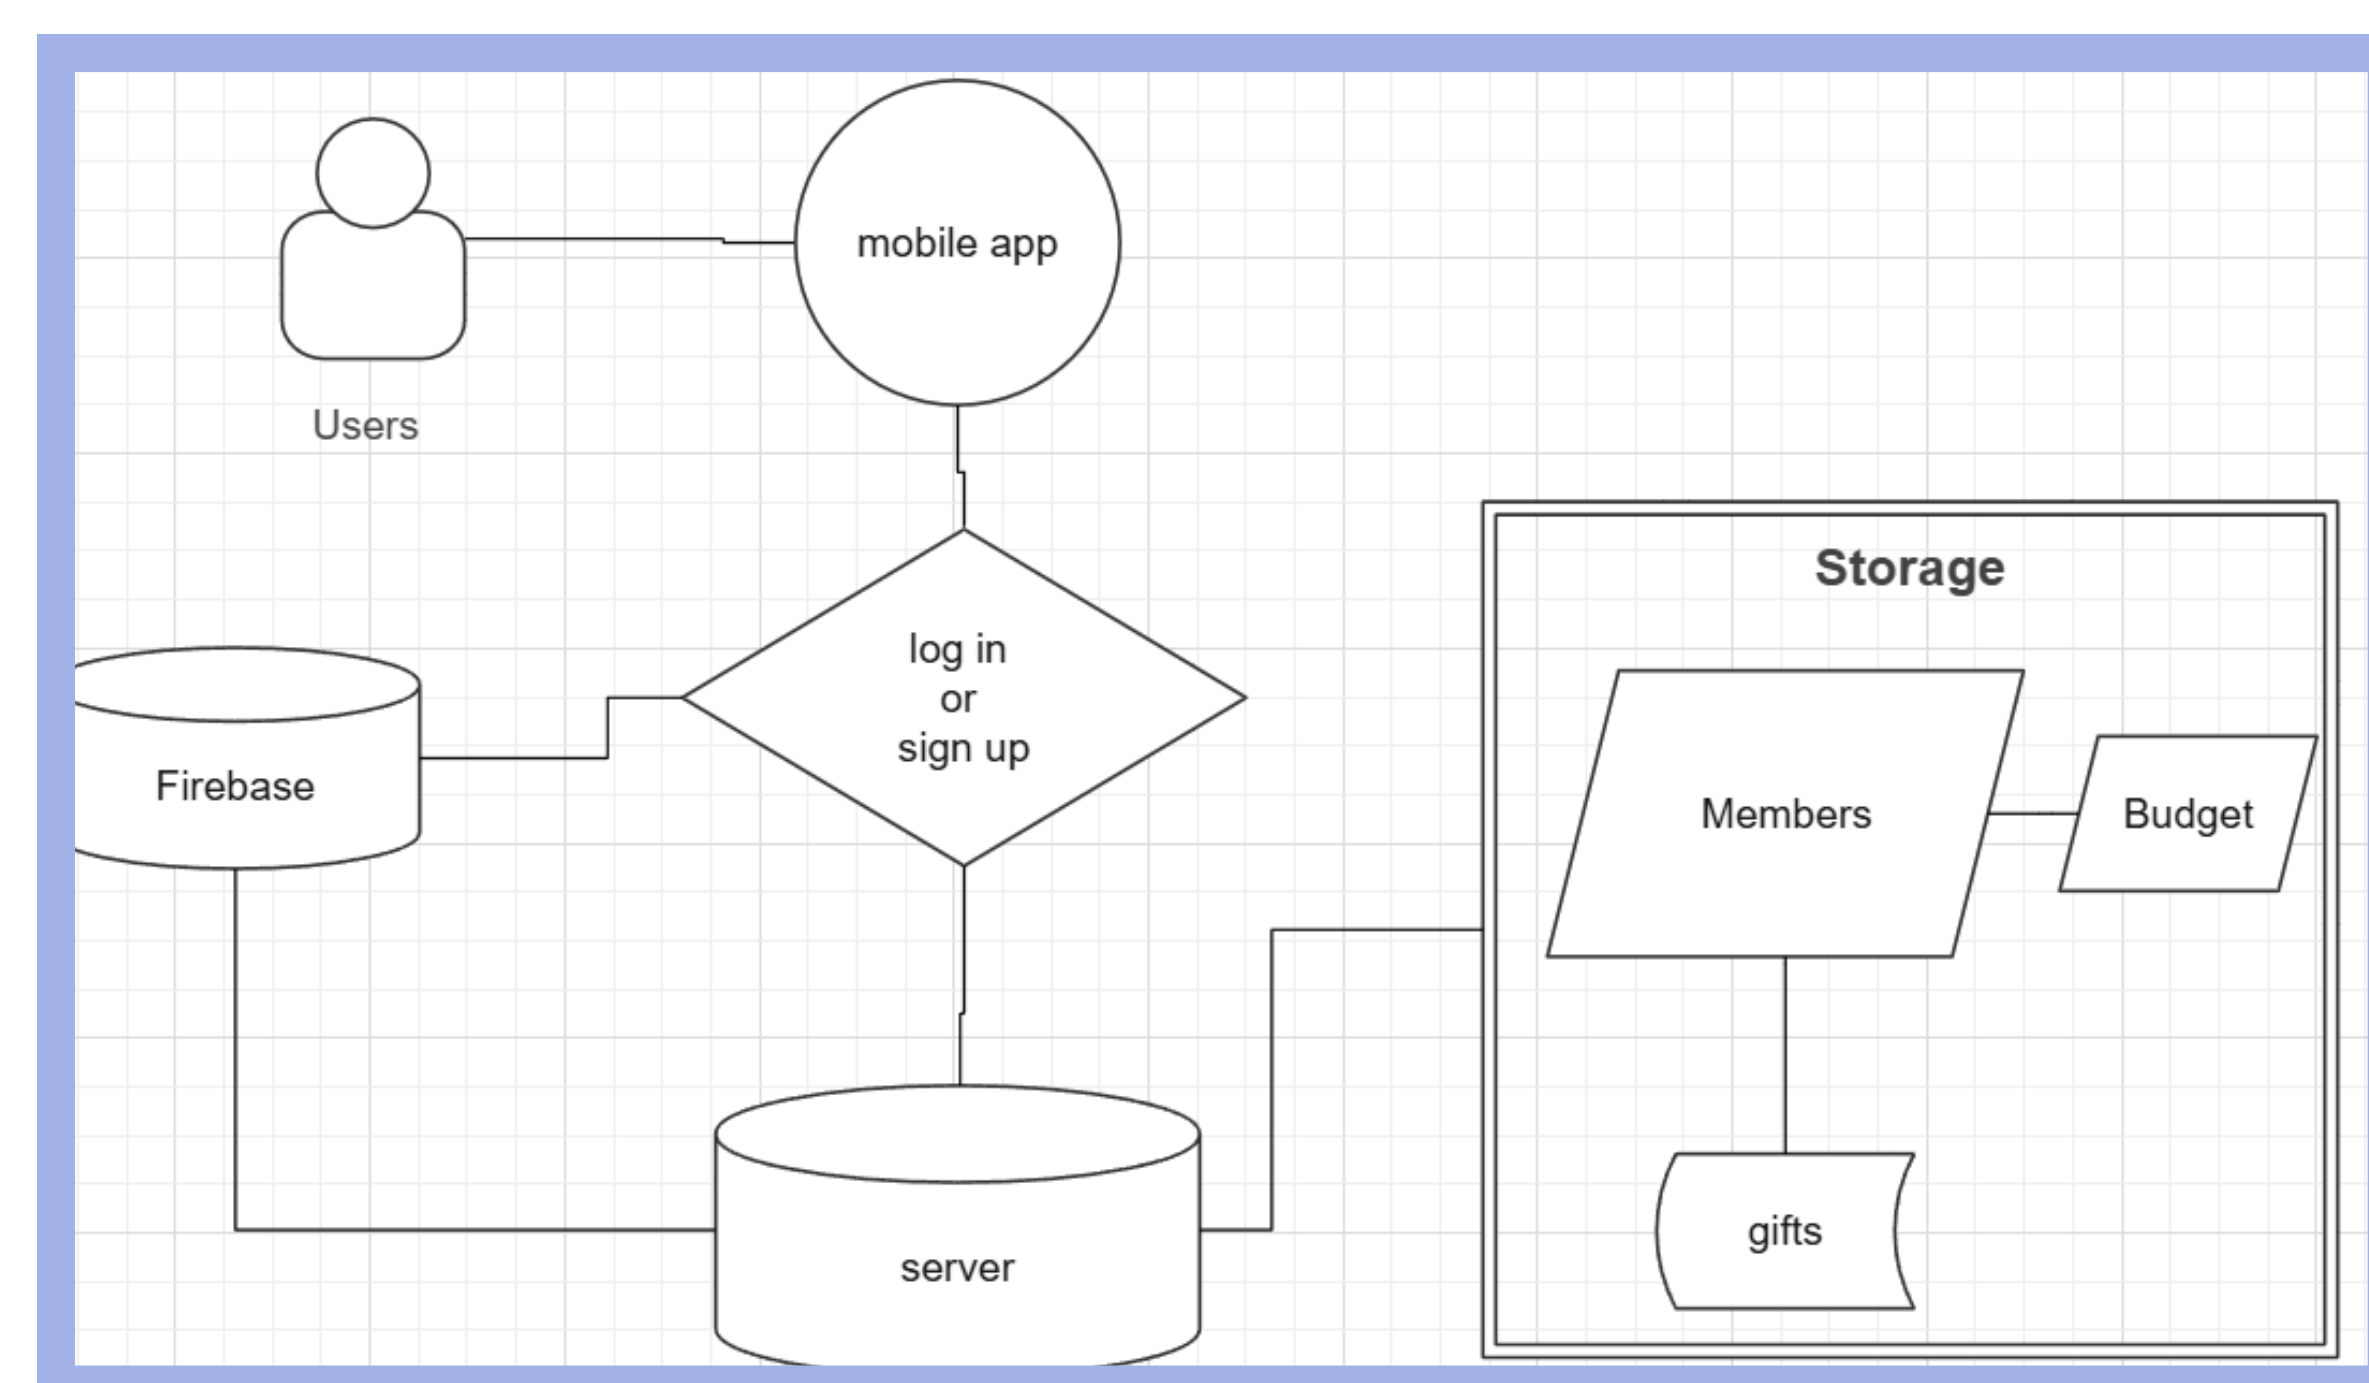 mobile app
Users
log in
or
sign up
Firebase
server
Storage
Members
Budget
gifts